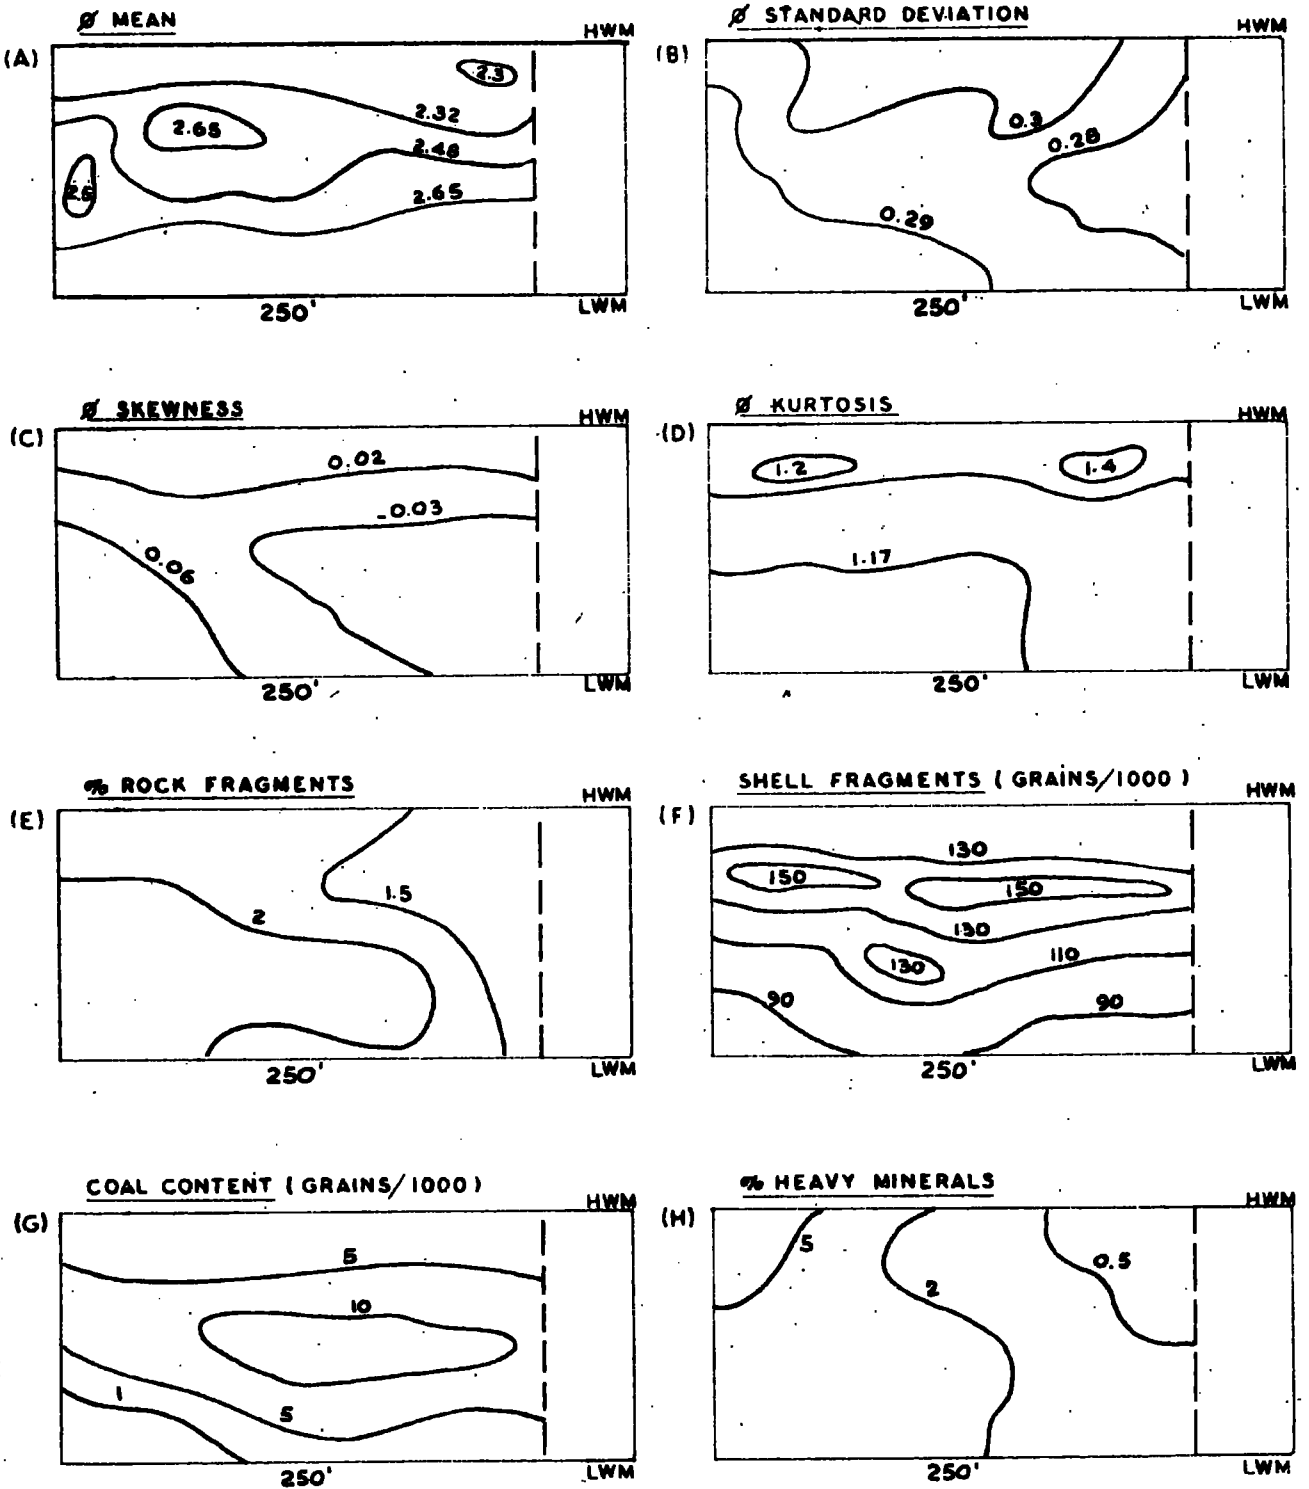 Ø MEAN
HWM
(A)
2.3
2.32
2.65
2.48
2.65
250'
LWM
Ø STANDARD DEVIATION
HWM
(B)
0.3
0.28
0.29
250'
LWM
Ø SKEWNESS
HWM
(C)
0.02
-0.03
0.06
250'
LWM
Ø KURTOSIS
HWM
(D)
1.2
1.4
1.17
250'
LWM
% ROCK FRAGMENTS
HWM
(E)
1.5
2
250'
LWM
SHELL FRAGMENTS (GRAINS/1000)
HWM
(F)
130
150
150
130
130
110
90
90
250'
LWM
COAL CONTENT (GRAINS/1000)
HWM
(G)
5
10
1
5
250'
LWM
% HEAVY MINERALS
HWM
(H)
5
0.5
2
250'
LWM